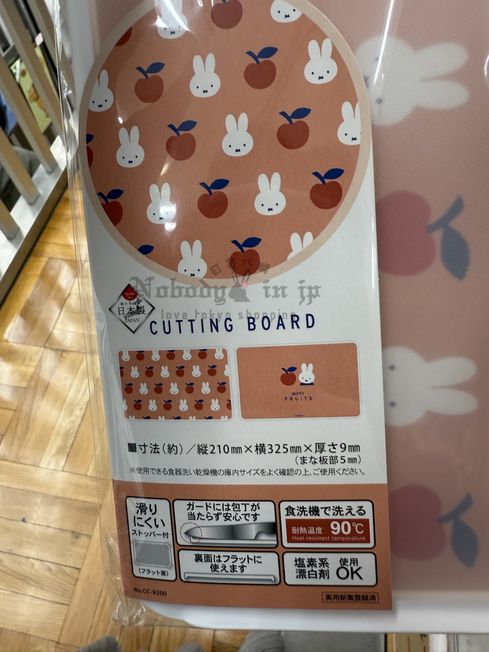 Nobody in jp
love tokyo shopping
日本製
JAPAN
CUTTING BOARD
MIFFY
FRUITS
■寸法(約)／縦210mm×横325mm×厚さ9mm
(まな板部5mm)
※使用できる食器洗い乾燥機の庫内サイズをよく確認の上、ご使用ください。
滑り
にくい
ストッパー付
(フラット面)
ガードには包丁が
当たらず安心です
裏面はフラットに
使えます
食洗機で洗える
耐熱温度 90℃
Heat resistant temperature
塩素系
漂白剤
使用
OK
No.CC-9200
実用新案登録済